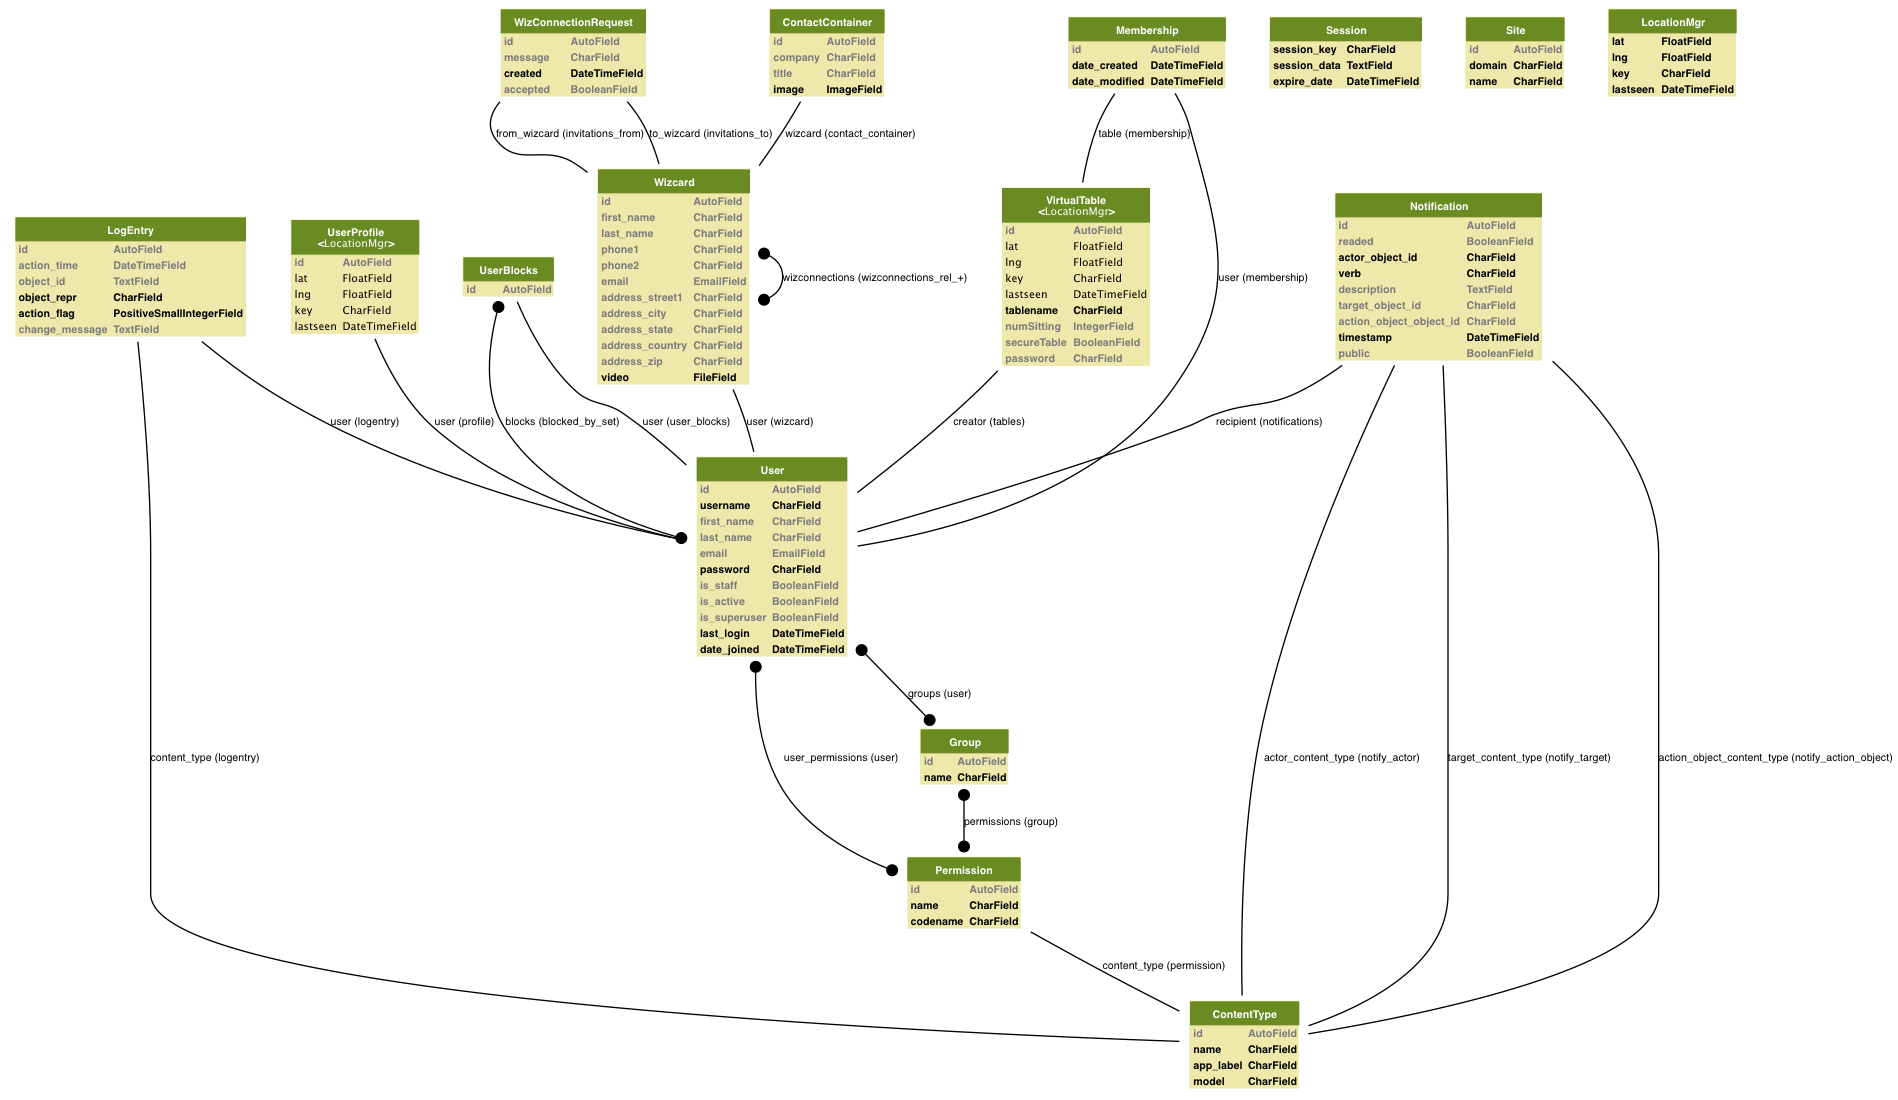 WizConnectionRequest
id AutoField
message CharField
created DateTimeField
accepted BooleanField
ContactContainer
id AutoField
company CharField
title CharField
image ImageField
Membership
id AutoField
date_created DateTimeField
date_modified DateTimeField
Session
session_key CharField
session_data TextField
expire_date DateTimeField
Site
id AutoField
domain CharField
name CharField
LocationMgr
lat FloatField
lng FloatField
key CharField
lastseen DateTimeField
from_wizcard (invitations_from)
to_wizcard (invitations_to)
wizcard (contact_container)
table (membership)
LogEntry
id AutoField
action_time DateTimeField
object_id TextField
object_repr CharField
action_flag PositiveSmallIntegerField
change_message TextField
UserProfile
<LocationMgr>
id AutoField
lat FloatField
lng FloatField
key CharField
lastseen DateTimeField
UserBlocks
id AutoField
Wizcard
id AutoField
first_name CharField
last_name CharField
phone1 CharField
phone2 CharField
email EmailField
address_street1 CharField
address_city CharField
address_state CharField
address_country CharField
address_zip CharField
video FileField
wizconnections (wizconnections_rel_+)
VirtualTable
<LocationMgr>
id AutoField
lat FloatField
lng FloatField
key CharField
lastseen DateTimeField
tablename CharField
numSitting IntegerField
secureTable BooleanField
password CharField
user (membership)
Notification
id AutoField
readed BooleanField
actor_object_id CharField
verb CharField
description TextField
target_object_id CharField
action_object_object_id CharField
timestamp DateTimeField
public BooleanField
user (logentry)
user (profile)
blocks (blocked_by_set)
user (user_blocks)
user (wizcard)
creator (tables)
recipient (notifications)
User
id AutoField
username CharField
first_name CharField
last_name CharField
email EmailField
password CharField
is_staff BooleanField
is_active BooleanField
is_superuser BooleanField
last_login DateTimeField
date_joined DateTimeField
groups (user)
Group
id AutoField
name CharField
content_type (logentry)
user_permissions (user)
actor_content_type (notify_actor)
target_content_type (notify_target)
action_object_content_type (notify_action_object)
permissions (group)
Permission
id AutoField
name CharField
codename CharField
content_type (permission)
ContentType
id AutoField
name CharField
app_label CharField
model CharField